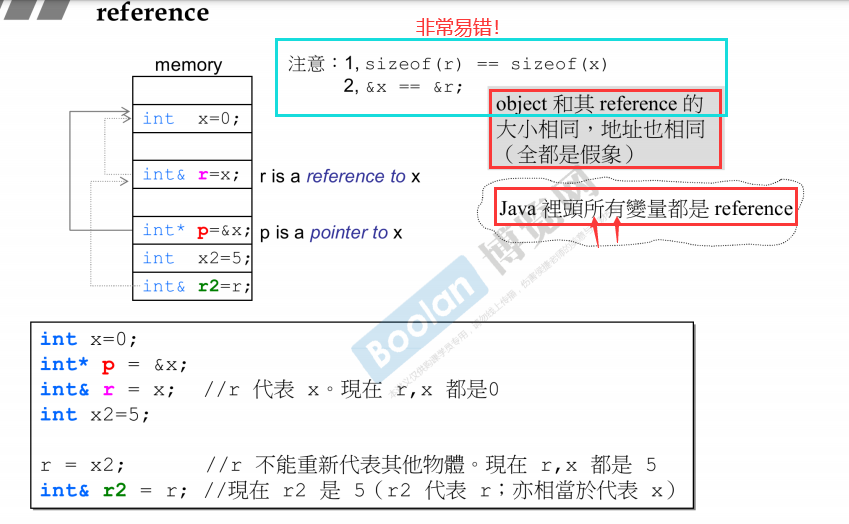 reference
非常易错!
memory
注意：1, sizeof(r) == sizeof(x)
2, &x == &r;
object 和其 reference 的
大小相同，地址也相同
（全都是假象）
int x=0;
int& r=x; r is a reference to x
Java 裡頭所有變量都是 reference
int* p=&x; p is a pointer to x
int x2=5;
int& r2=r;
Boolan 博览网
int x=0;
int* p = &x;
int& r = x; //r 代表 x。現在 r,x 都是0
int x2=5;
r = x2; //r 不能重新代表其他物體。現在 r,x 都是 5
int& r2 = r; //現在 r2 是 5（r2 代表 r；亦相當於代表 x）